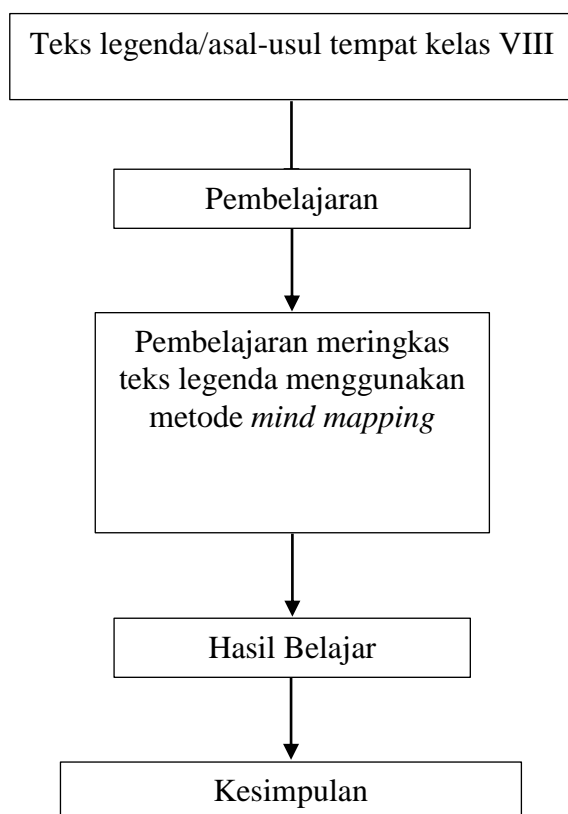 Teks legenda/asal-usul tempat kelas VIII
Pembelajaran
Pembelajaran meringkas
teks legenda menggunakan
metode mind mapping
Hasil Belajar
Kesimpulan